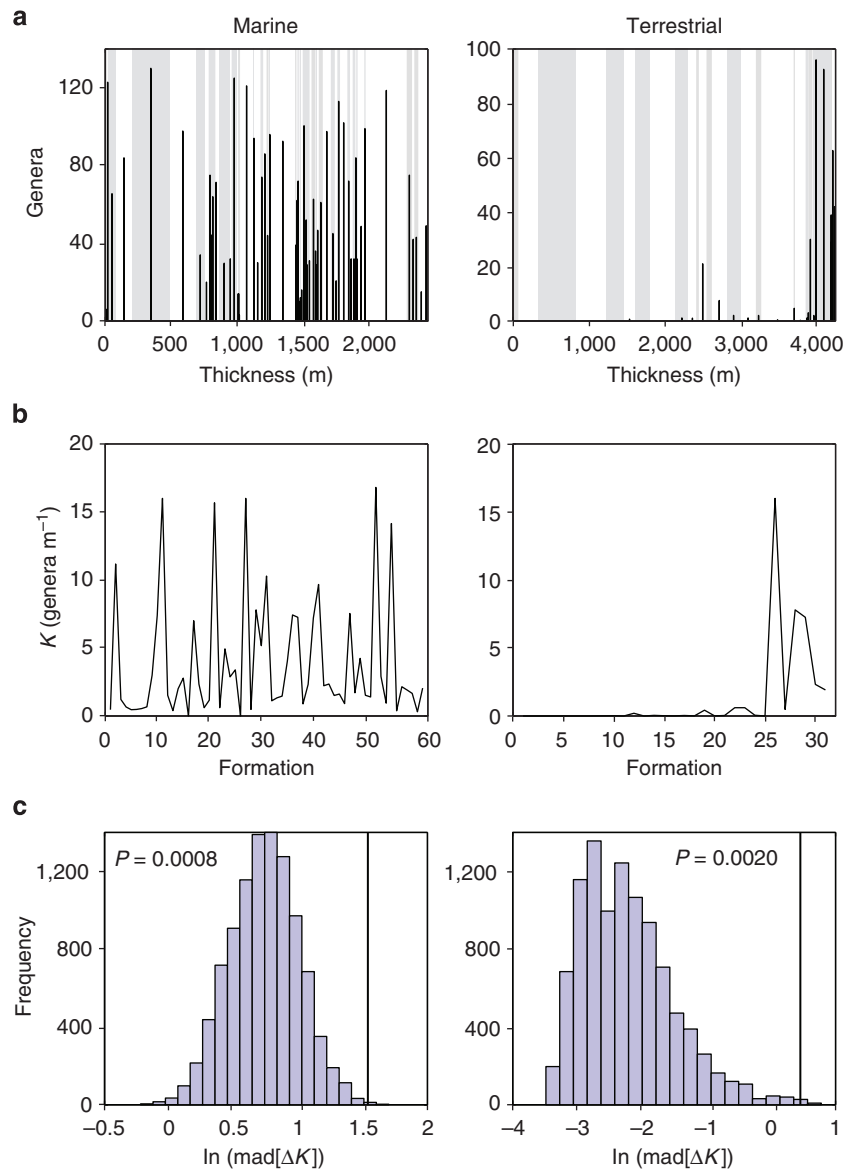 a
Marine
Terrestrial
Genera
120
80
40
0
0 500 1,000 1,500 2,000
Thickness (m)
100
80
60
40
20
0
0 1,000 2,000 3,000 4,000
Thickness (m)
b
K (genera m⁻¹)
20
15
10
5
0
0 10 20 30 40 50 60
Formation
20
15
10
5
0
0 5 10 15 20 25 30
Formation
c
Frequency
P = 0.0008
1,200
800
400
0
−0.5 0 0.5 1 1.5 2
ln (mad[ΔK])
P = 0.0020
1,200
800
400
0
−4 −3 −2 −1 0 1
ln (mad[ΔK])